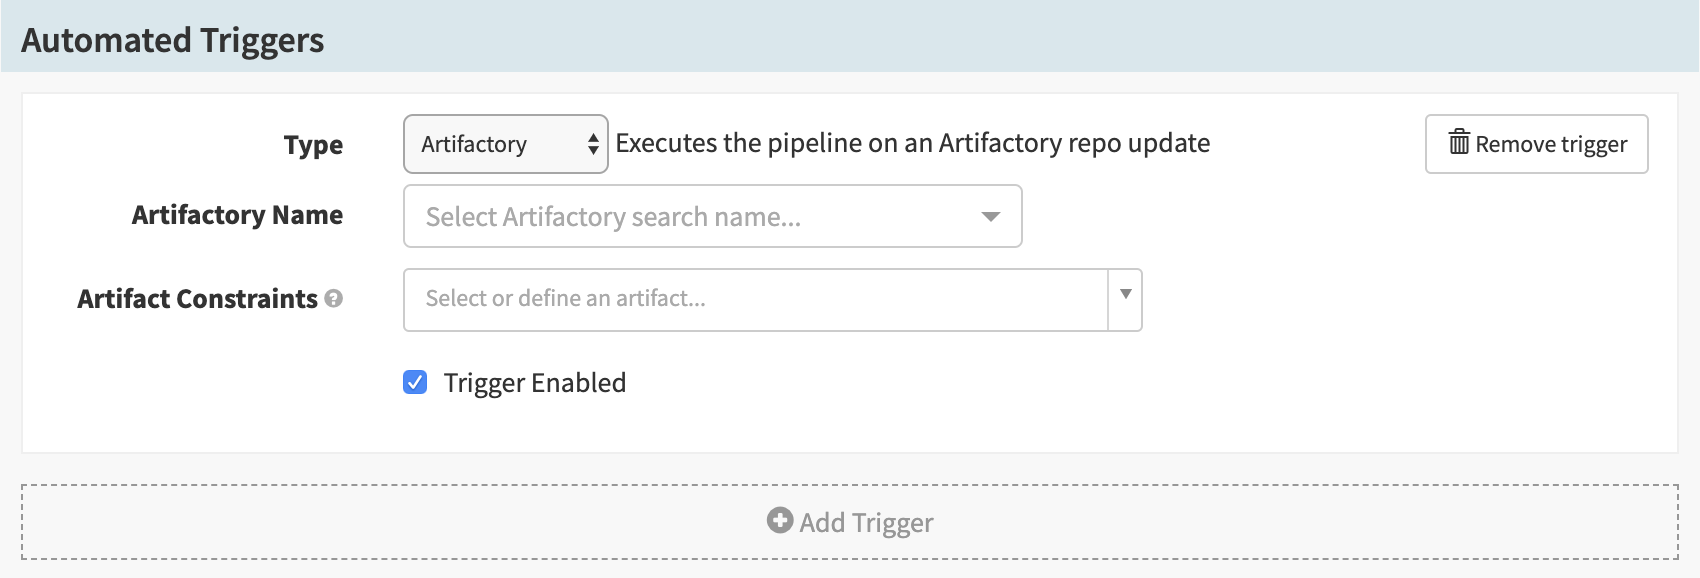 Automated Triggers
Type Artifactory Executes the pipeline on an Artifactory repo update Remove trigger
Artifactory Name Select Artifactory search name...
Artifact Constraints ? Select or define an artifact...
Trigger Enabled
Add Trigger